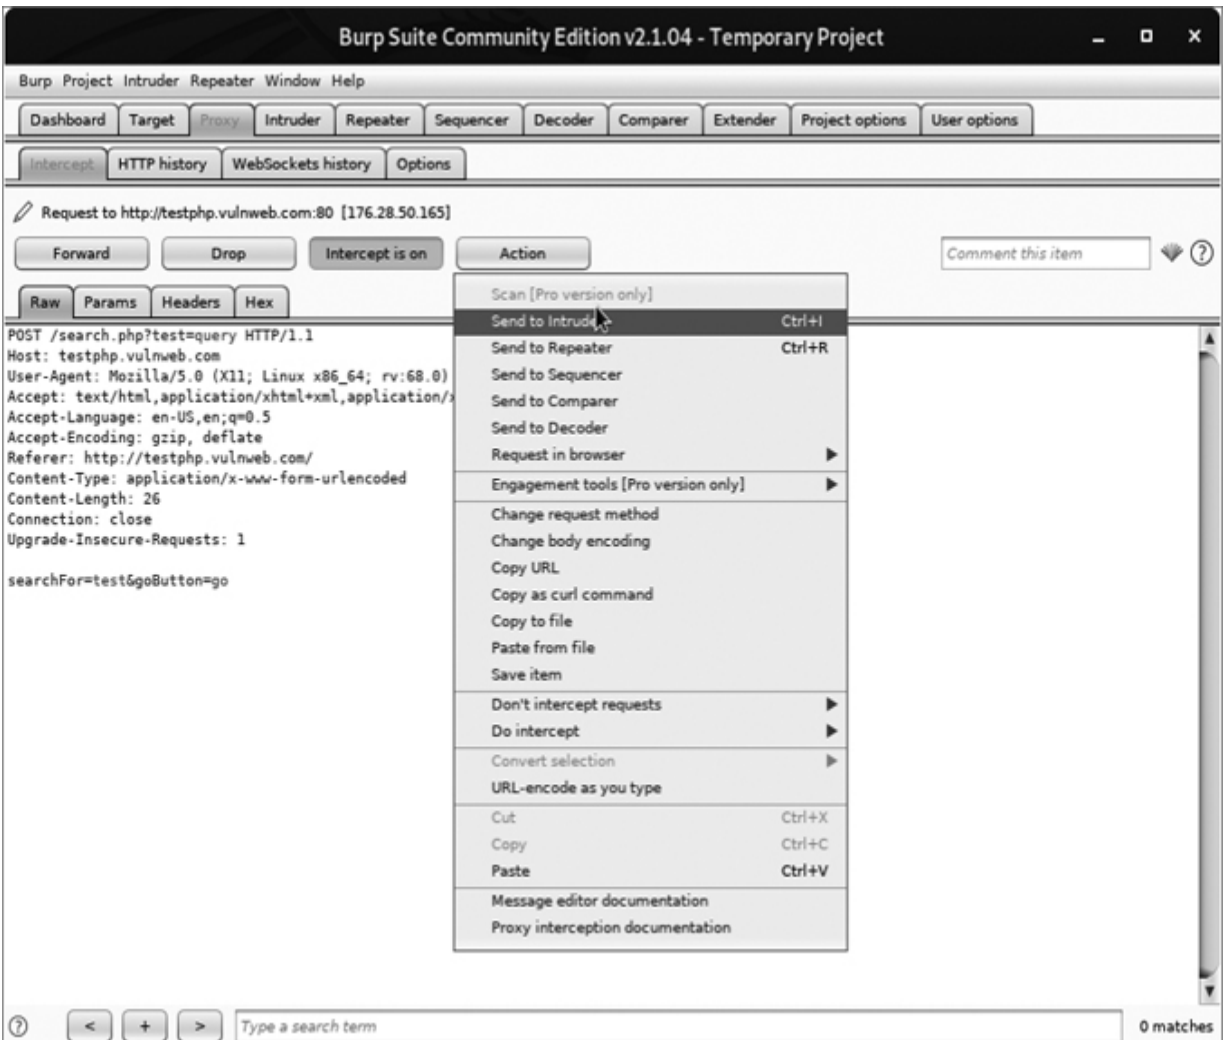 Burp Suite Community Edition v2.1.04 - Temporary Project
Burp Project Intruder Repeater Window Help
Dashboard Target Proxy Intruder Repeater Sequencer Decoder Comparer Extender Project options User options
Intercept HTTP history WebSockets history Options
Request to http://testphp.vulnweb.com:80 [176.28.50.165]
Forward Drop Intercept is on Action Comment this item
Raw Params Headers Hex
POST /search.php?test=query HTTP/1.1
Host: testphp.vulnweb.com
User-Agent: Mozilla/5.0 (X11; Linux x86_64; rv:68.0)
Accept: text/html,application/xhtml+xml,application/
Accept-Language: en-US,en;q=0.5
Accept-Encoding: gzip, deflate
Referer: http://testphp.vulnweb.com/
Content-Type: application/x-www-form-urlencoded
Content-Length: 26
Connection: close
Upgrade-Insecure-Requests: 1
searchFor=test&goButton=go
Scan [Pro version only]
Send to Intruder Ctrl+I
Send to Repeater Ctrl+R
Send to Sequencer
Send to Comparer
Send to Decoder
Request in browser
Engagement tools [Pro version only]
Change request method
Change body encoding
Copy URL
Copy as curl command
Copy to file
Paste from file
Save item
Don't intercept requests
Do intercept
Convert selection
URL-encode as you type
Cut Ctrl+X
Copy Ctrl+C
Paste Ctrl+V
Message editor documentation
Proxy interception documentation
? < + > Type a search term 0 matches